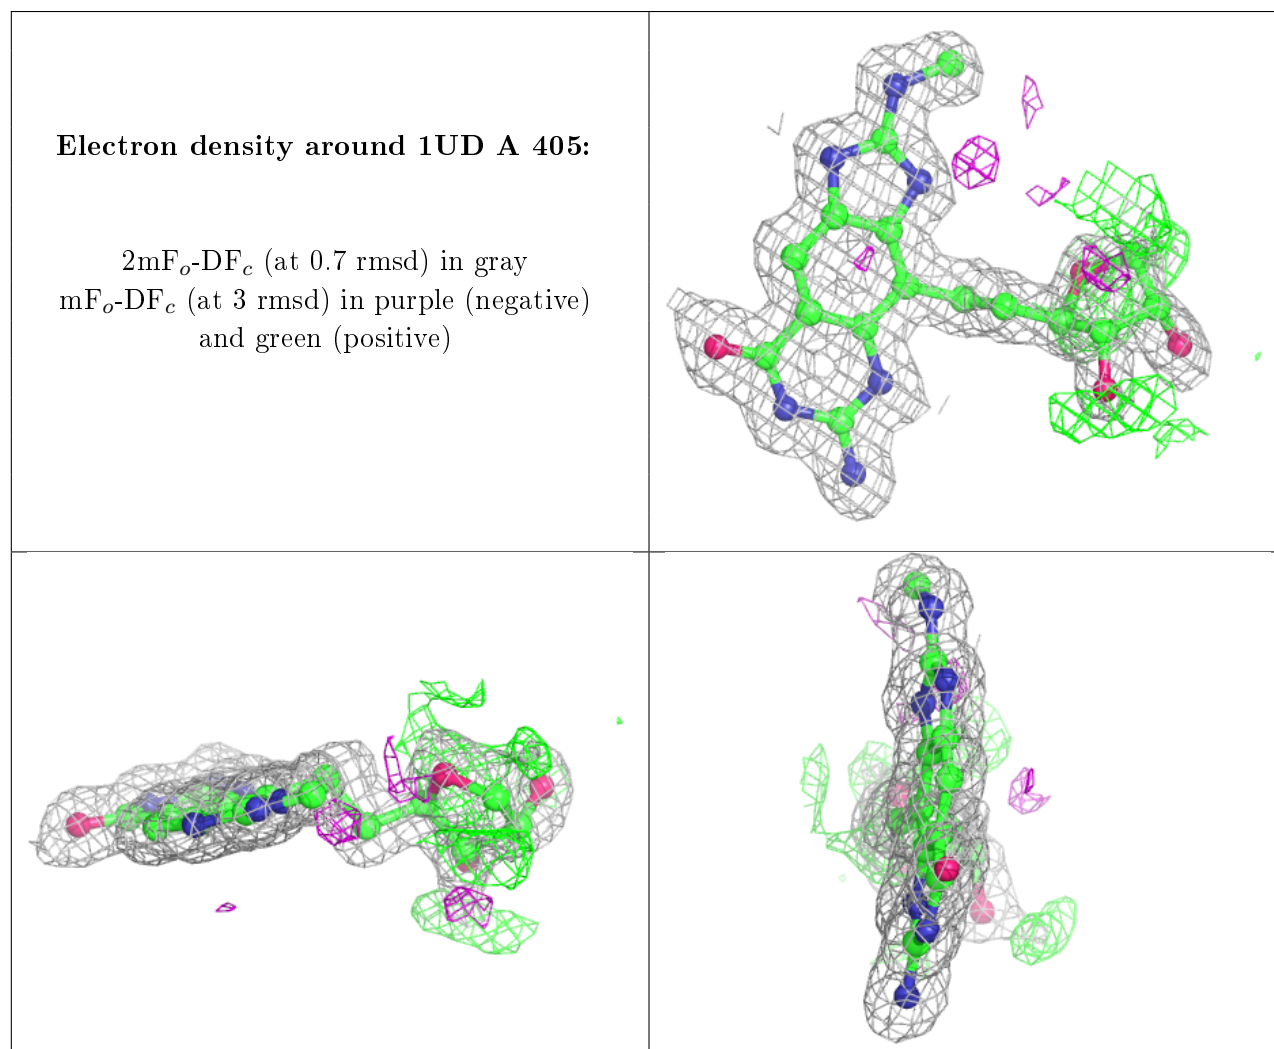 Electron density around 1UD A 405:
2mFo-DFc (at 0.7 rmsd) in gray
mFo-DFc (at 3 rmsd) in purple (negative)
and green (positive)